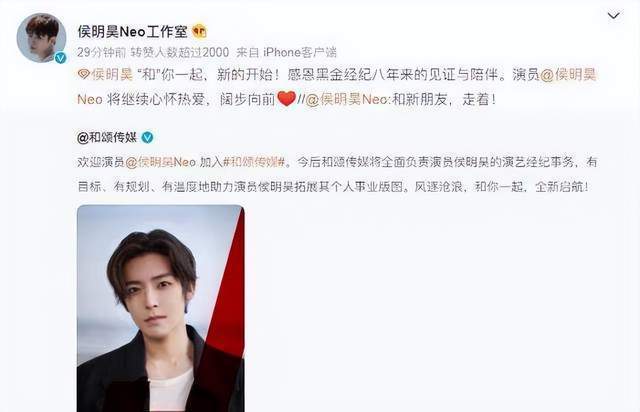 侯明昊Neo工作室
29分钟前 转赞人数超过2000 来自 iPhone客户端
侯明昊 “和”你一起，新的开始！感恩黑金经纪八年来的见证与陪伴。演员@侯明昊
Neo 将继续心怀热爱，阔步向前❤//@侯明昊Neo:和新朋友，走着！
@和颂传媒
欢迎演员@侯明昊Neo 加入#和颂传媒#。今后和颂传媒将全面负责演员侯明昊的演艺经纪事务，有
目标、有规划、有温度地助力演员侯明昊拓展其个人事业版图。风逐沧浪，和你一起，全新启航！